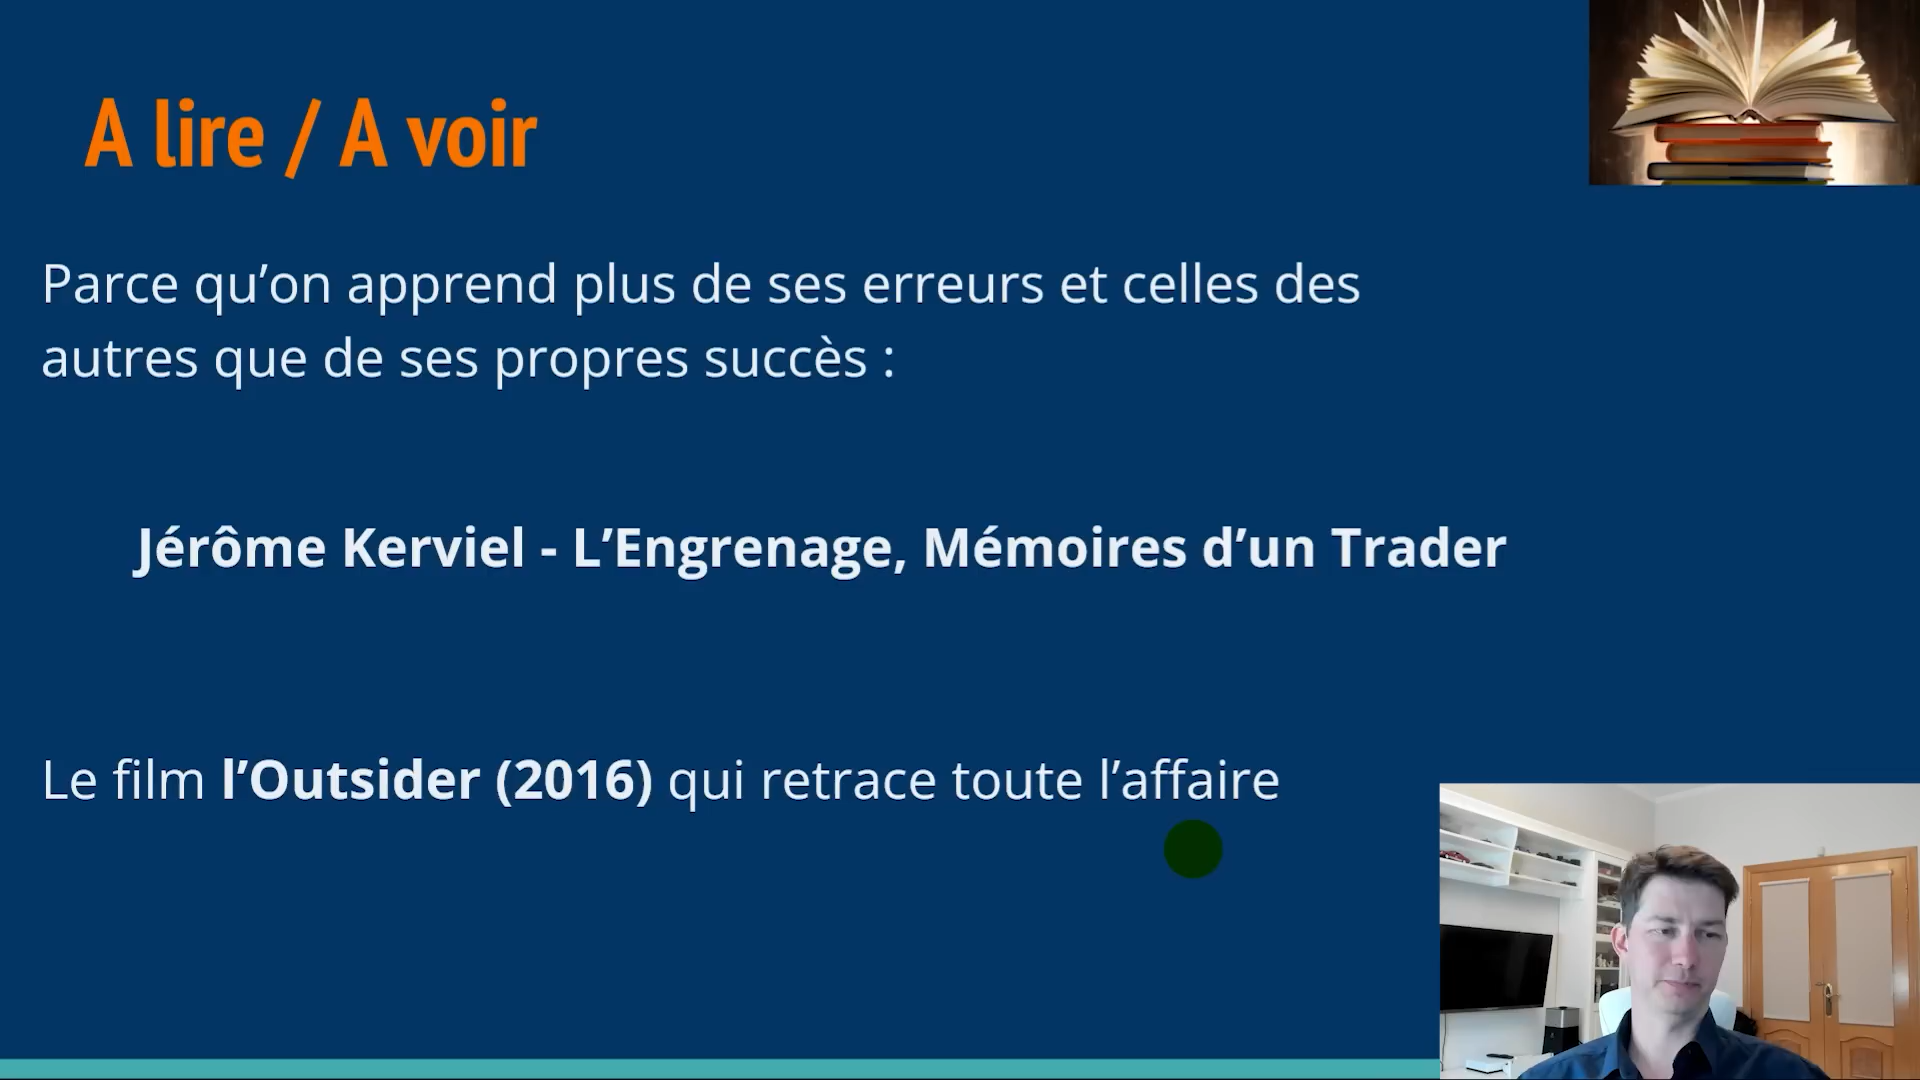 A lire / A voir
Parce qu’on apprend plus de ses erreurs et celles des
autres que de ses propres succès :
Jérôme Kerviel - L’Engrenage, Mémoires d’un Trader
Le film l’Outsider (2016) qui retrace toute l’affaire